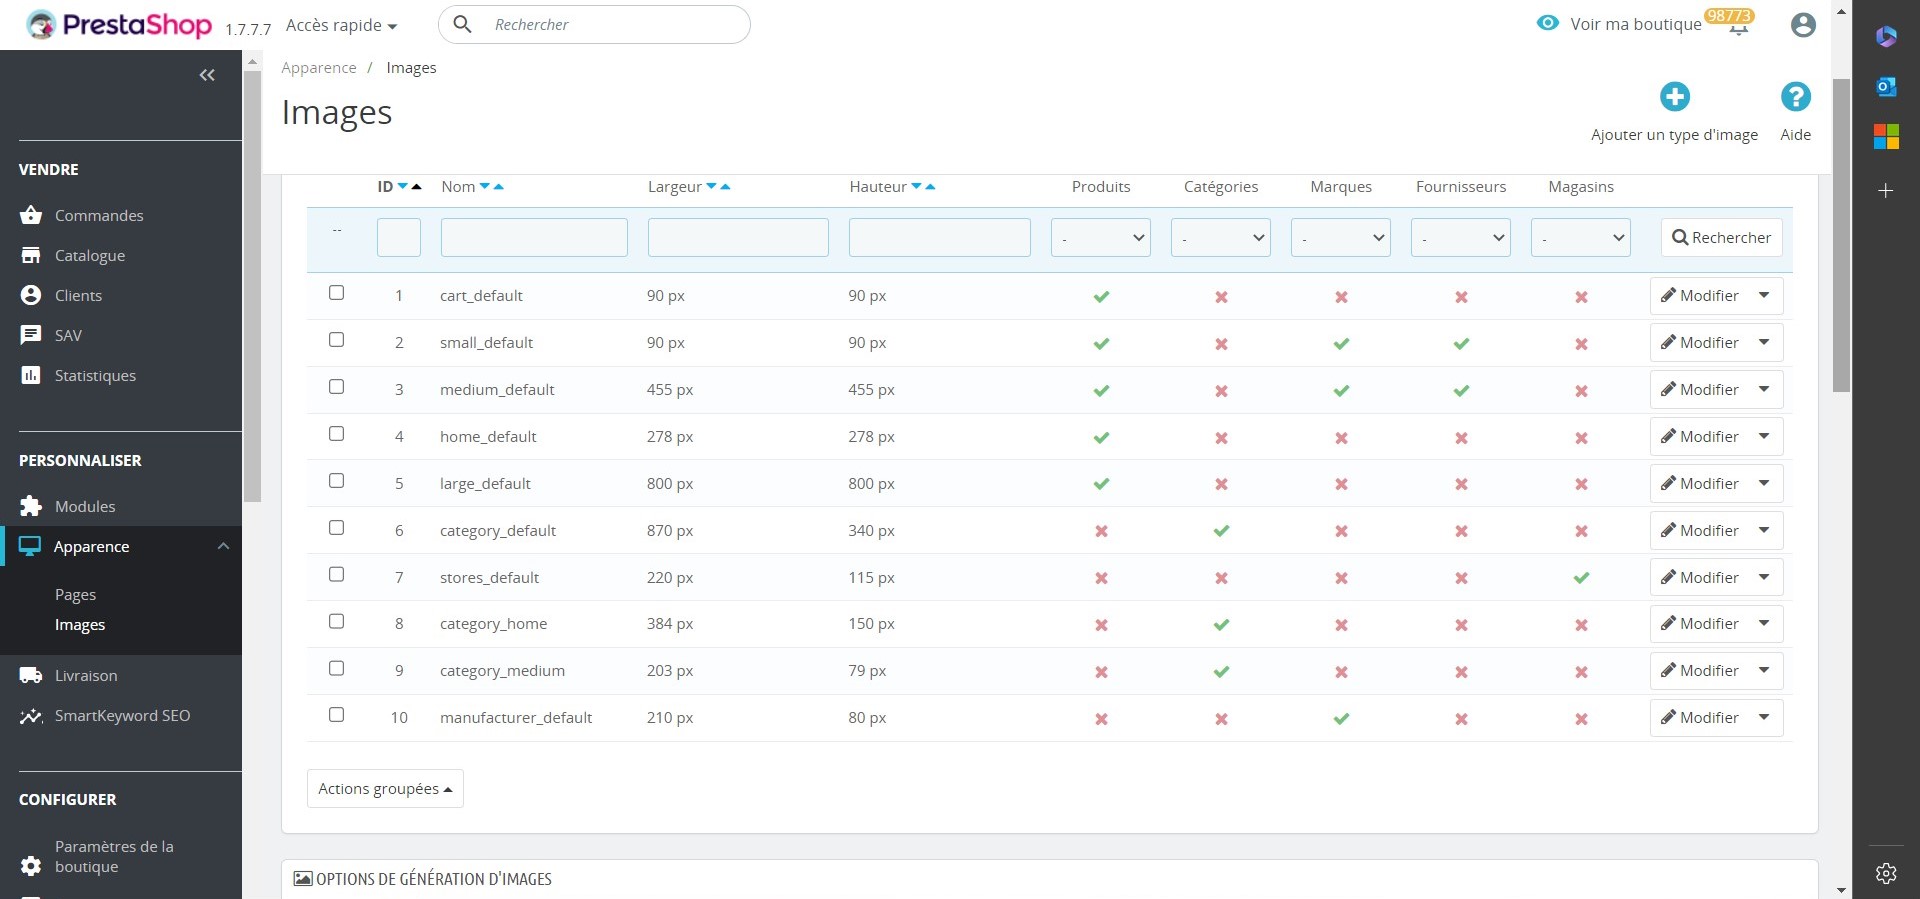 PrestaShop 1.7.7.7 Accès rapide Rechercher Voir ma boutique 98773
Apparence / Images
Images
Ajouter un type d'image Aide
VENDRE
Commandes
Catalogue
Clients
SAV
Statistiques
PERSONNALISER
Modules
Apparence
Pages
Images
Livraison
SmartKeyword SEO
CONFIGURER
Paramètres de la
boutique
ID Nom Largeur Hauteur Produits Catégories Marques Fournisseurs Magasins
-- - - - - - Rechercher
1 cart_default 90 px 90 px Modifier
2 small_default 90 px 90 px Modifier
3 medium_default 455 px 455 px Modifier
4 home_default 278 px 278 px Modifier
5 large_default 800 px 800 px Modifier
6 category_default 870 px 340 px Modifier
7 stores_default 220 px 115 px Modifier
8 category_home 384 px 150 px Modifier
9 category_medium 203 px 79 px Modifier
10 manufacturer_default 210 px 80 px Modifier
Actions groupées
OPTIONS DE GÉNÉRATION D'IMAGES